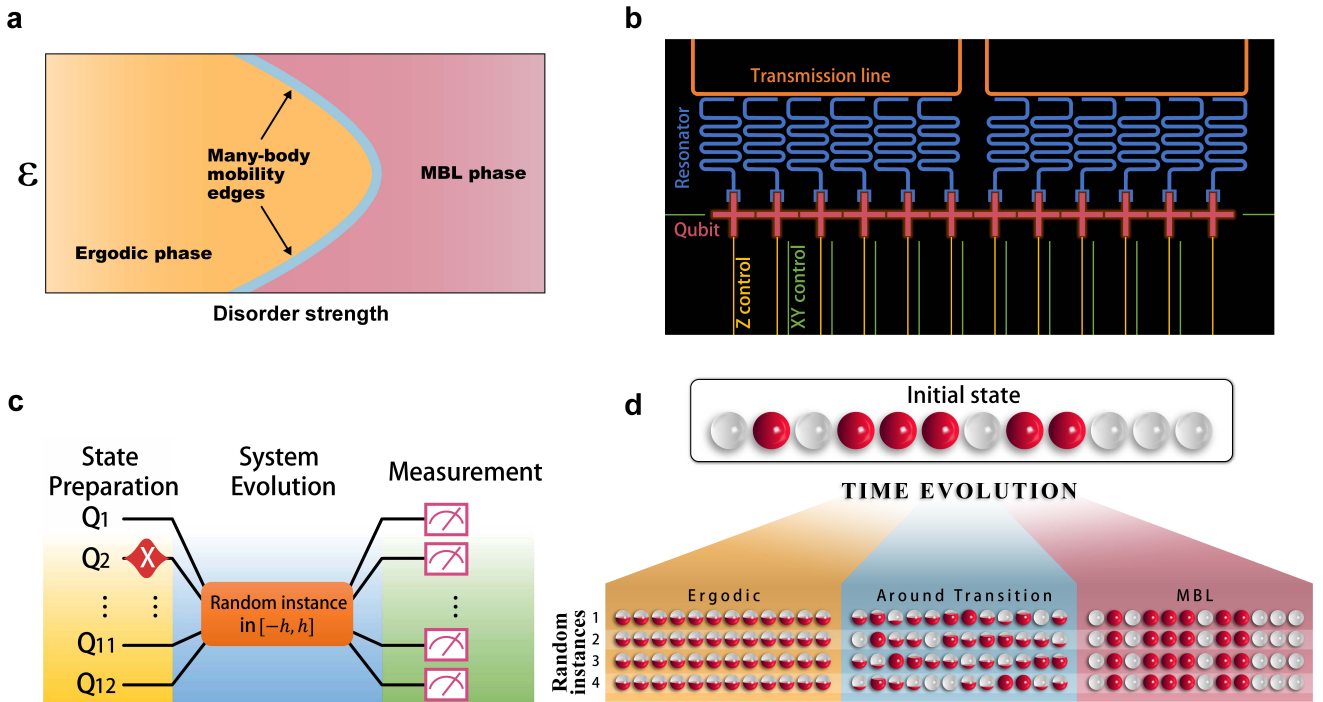 a
ε
Many-body
mobility
edges
MBL phase
Ergodic phase
Disorder strength
b
Transmission line
Resonator
Qubit
Z control
XY control
c
State
Preparation
System
Evolution
Measurement
Q1
Q2
X
⋮ ⋮ ⋮
Q11
Q12
Random instance
in [−h, h]
d
Initial state
TIME EVOLUTION
Ergodic
Around Transition
MBL
Random
instances
1
2
3
4